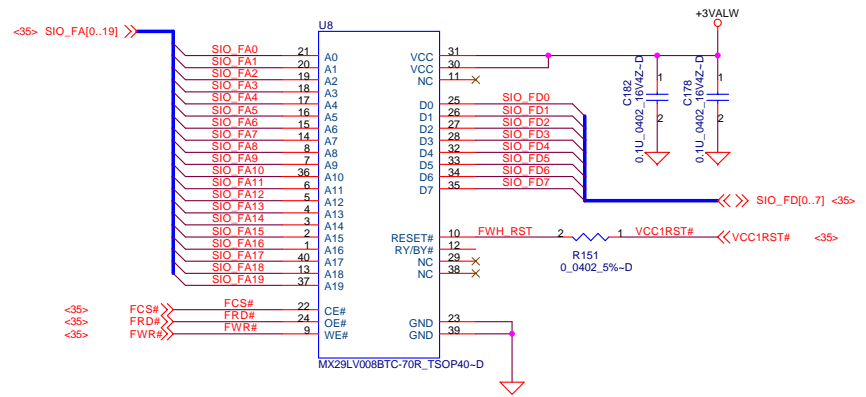 U8
+3VALW
<35> SIO_FA[0..19]
SIO_FA0 21 A0
SIO_FA1 20 A1
SIO_FA2 19 A2
SIO_FA3 18 A3
SIO_FA4 17 A4
SIO_FA5 16 A5
SIO_FA6 15 A6
SIO_FA7 14 A7
SIO_FA8 8 A8
SIO_FA9 7 A9
SIO_FA10 36 A10
SIO_FA11 6 A11
SIO_FA12 5 A12
SIO_FA13 4 A13
SIO_FA14 3 A14
SIO_FA15 2 A15
SIO_FA16 1 A16
SIO_FA17 40 A17
SIO_FA18 13 A18
SIO_FA19 37 A19
<35> FCS# FCS# 22 CE#
<35> FRD# FRD# 24 OE#
<35> FWR# FWR# 9 WE#
VCC 31
VCC 30
NC 11
D0 25 SIO_FD0
D1 26 SIO_FD1
D2 27 SIO_FD2
D3 28 SIO_FD3
D4 32 SIO_FD4
D5 33 SIO_FD5
D6 34 SIO_FD6
D7 35 SIO_FD7
SIO_FD[0..7] <35>
RESET# 10 FWH_RST 2 1 VCC1RST# VCC1RST# <35>
RY/BY# 12
NC 29
NC 38
R151
0_0402_5%~D
GND 23
GND 39
MX29LV008BTC-70R_TSOP40~D
1
2
C182
0.1U_0402_16V4Z~D
1
2
C178
0.1U_0402_16V4Z~D